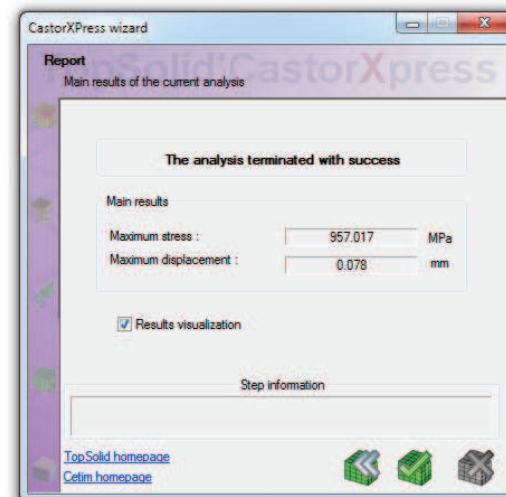 CastorXPress wizard
Report
TopSolid'CastorXpress
Main results of the current analysis
The analysis terminated with success
Main results
Maximum stress : 957.017 MPa
Maximum displacement : 0.078 mm
Results visualization
Step information
TopSolid homepage
Cetim homepage